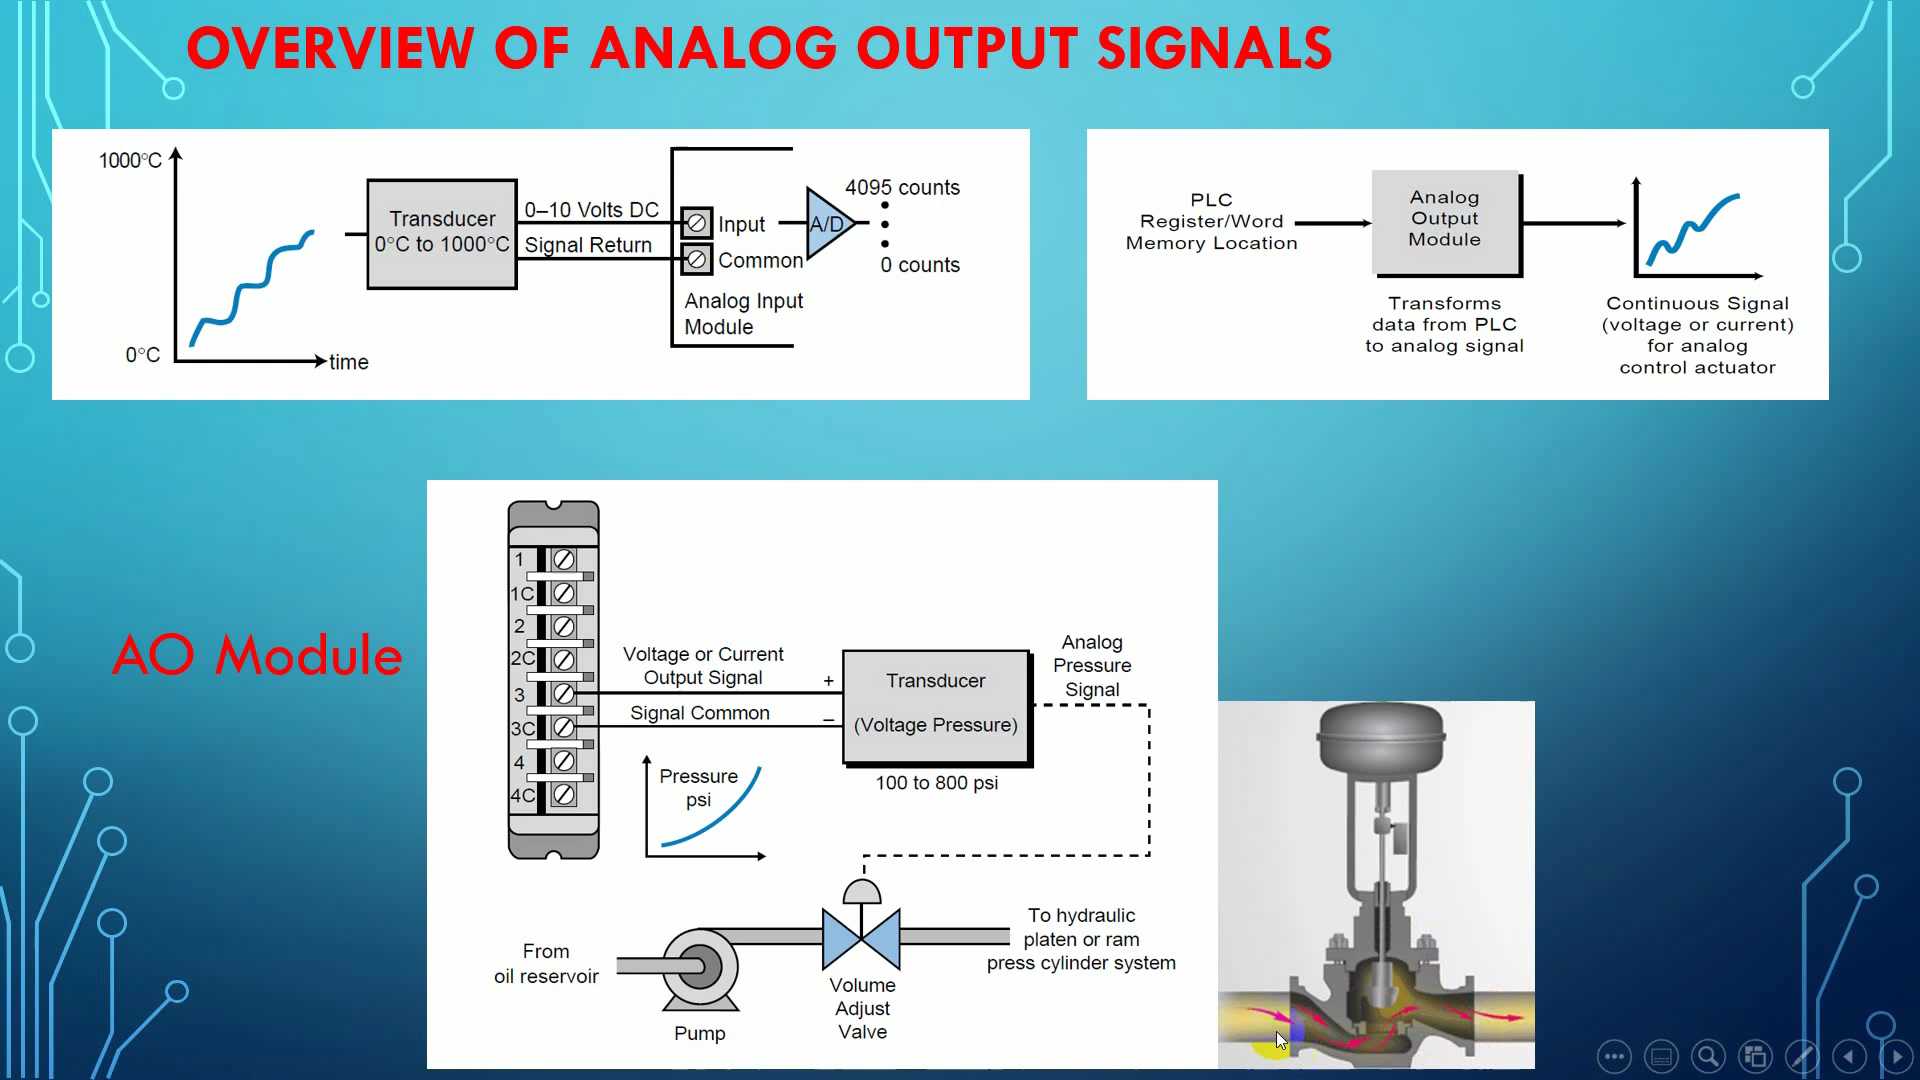 OVERVIEW OF ANALOG OUTPUT SIGNALS
1000°C
0°C
time
Transducer
0°C to 1000°C
0–10 Volts DC
Signal Return
Input
Common
Analog Input
Module
A/D
4095 counts
0 counts
PLC
Register/Word
Memory Location
Analog
Output
Module
Transforms
data from PLC
to analog signal
Continuous Signal
(voltage or current)
for analog
control actuator
AO Module
1
1C
2
2C
3
3C
4
4C
Voltage or Current
Output Signal
Signal Common
+
–
Transducer
(Voltage Pressure)
100 to 800 psi
Analog
Pressure
Signal
Pressure
psi
From
oil reservoir
Pump
Volume
Adjust
Valve
To hydraulic
platen or ram
press cylinder system